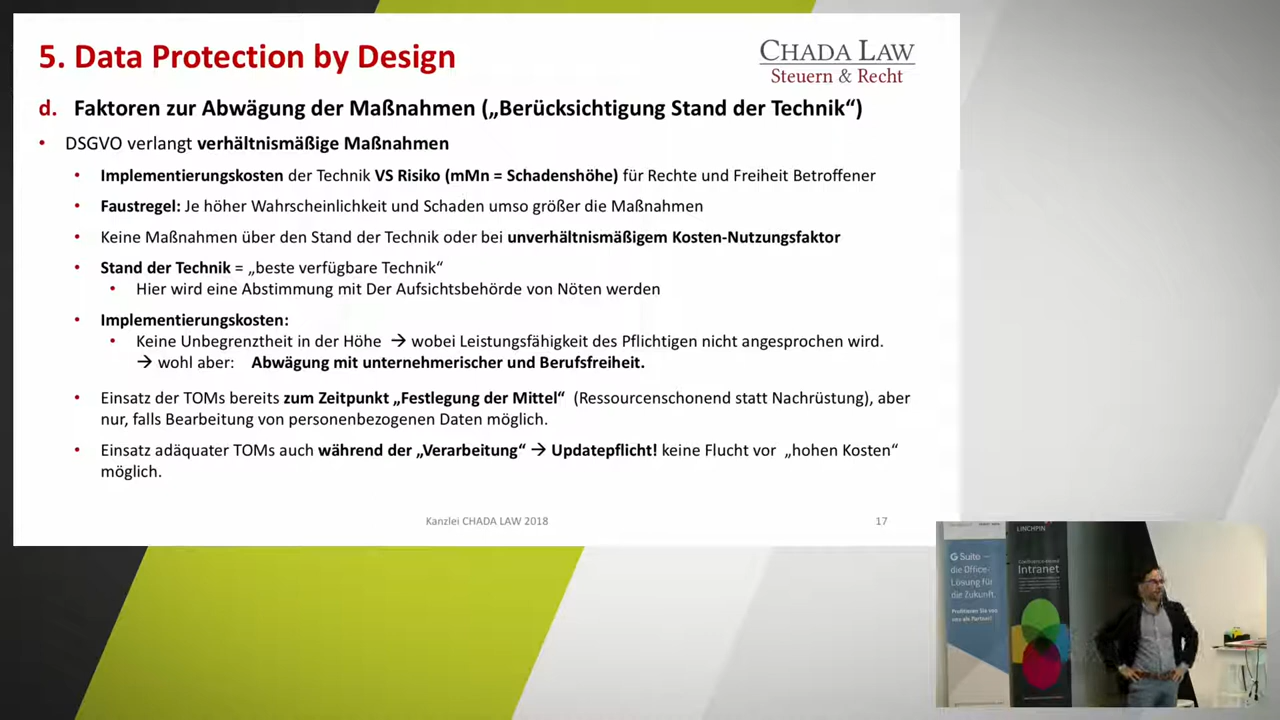 5. Data Protection by Design
CHADA LAW
Steuern & Recht
d. Faktoren zur Abwägung der Maßnahmen („Berücksichtigung Stand der Technik“)
• DSGVO verlangt verhältnismäßige Maßnahmen
• Implementierungskosten der Technik VS Risiko (mMn = Schadenshöhe) für Rechte und Freiheit Betroffener
• Faustregel: Je höher Wahrscheinlichkeit und Schaden umso größer die Maßnahmen
• Keine Maßnahmen über den Stand der Technik oder bei unverhältnismäßigem Kosten-Nutzungsfaktor
• Stand der Technik = „beste verfügbare Technik“
• Hier wird eine Abstimmung mit Der Aufsichtsbehörde von Nöten werden
• Implementierungskosten:
• Keine Unbegrenztheit in der Höhe → wobei Leistungsfähigkeit des Pflichtigen nicht angesprochen wird.
→ wohl aber: Abwägung mit unternehmerischer und Berufsfreiheit.
• Einsatz der TOMs bereits zum Zeitpunkt „Festlegung der Mittel“ (Ressourcenschonend statt Nachrüstung), aber
nur, falls Bearbeitung von personenbezogenen Daten möglich.
• Einsatz adäquater TOMs auch während der „Verarbeitung“ → Updatepflicht! keine Flucht vor „hohen Kosten“
möglich.
Kanzlei CHADA LAW 2018
17
G Suite –
die Office-
Lösung für
die Zukunft.
Profitieren Sie von
uns als Partner!
LINCHPIN
Intranet